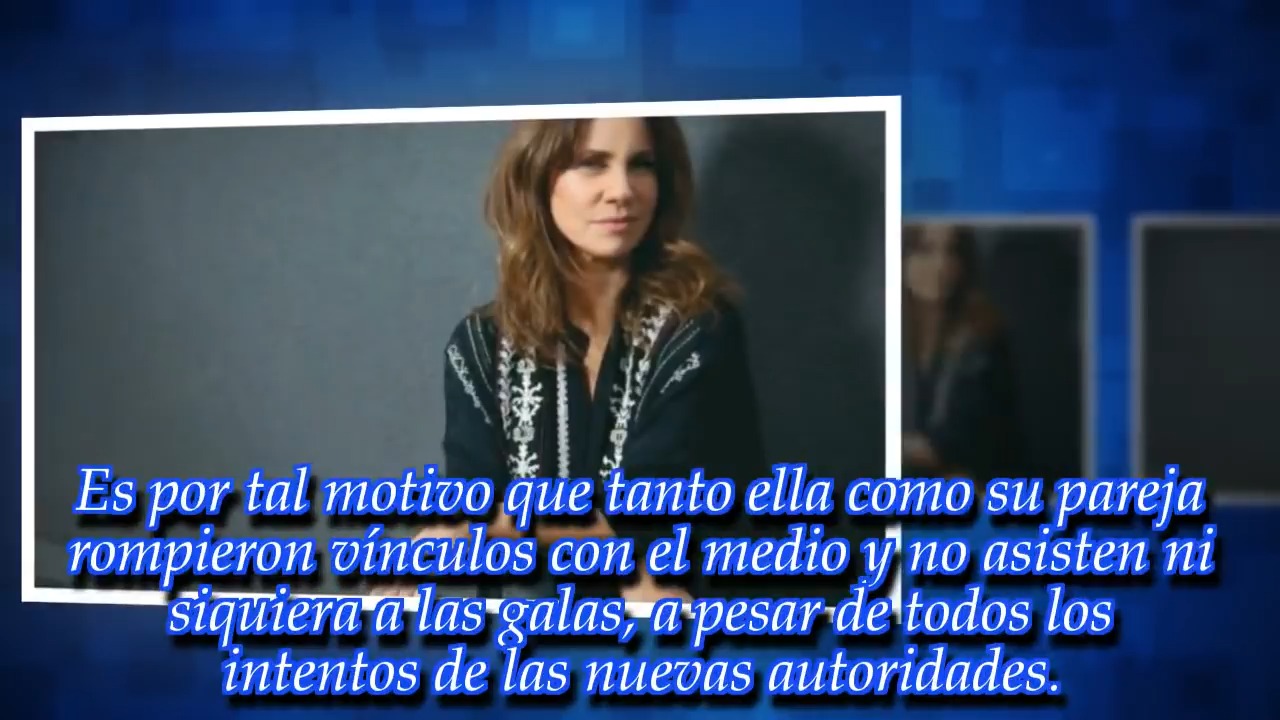 Es por tal motivo que tanto ella como su pareja
rompieron vínculos con el medio y no asisten ni
siquiera a las galas, a pesar de todos los
intentos de las nuevas autoridades.